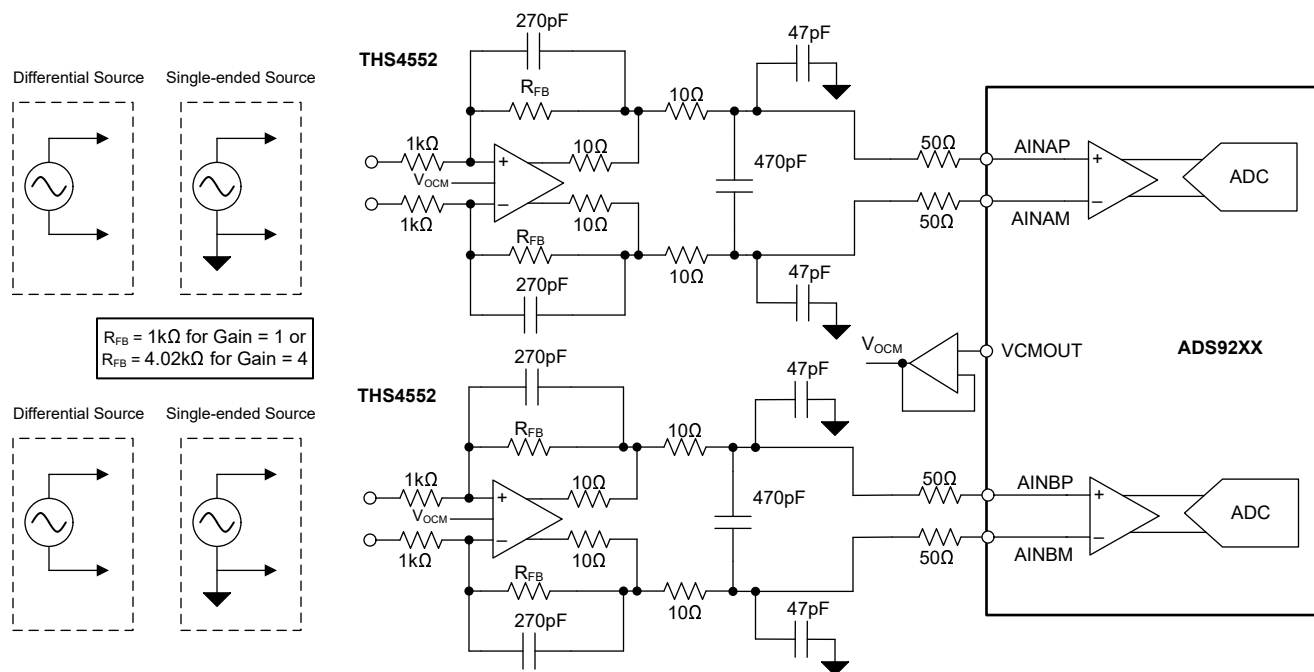 270pF
47pF
THS4552
Differential Source
Single-ended Source
RFB
10Ω
1kΩ
10Ω
50Ω
AINAP
+
+
VOCM
470pF
ADC
−
−
1kΩ
10Ω
50Ω
AINAM
RFB
10Ω
47pF
270pF
RFB = 1kΩ for Gain = 1 or
RFB = 4.02kΩ for Gain = 4
VOCM
VCMOUT
ADS92XX
270pF
47pF
THS4552
Differential Source
Single-ended Source
RFB
10Ω
1kΩ
10Ω
50Ω
AINBP
+
+
VOCM
470pF
ADC
−
−
1kΩ
10Ω
50Ω
AINBM
RFB
10Ω
47pF
270pF